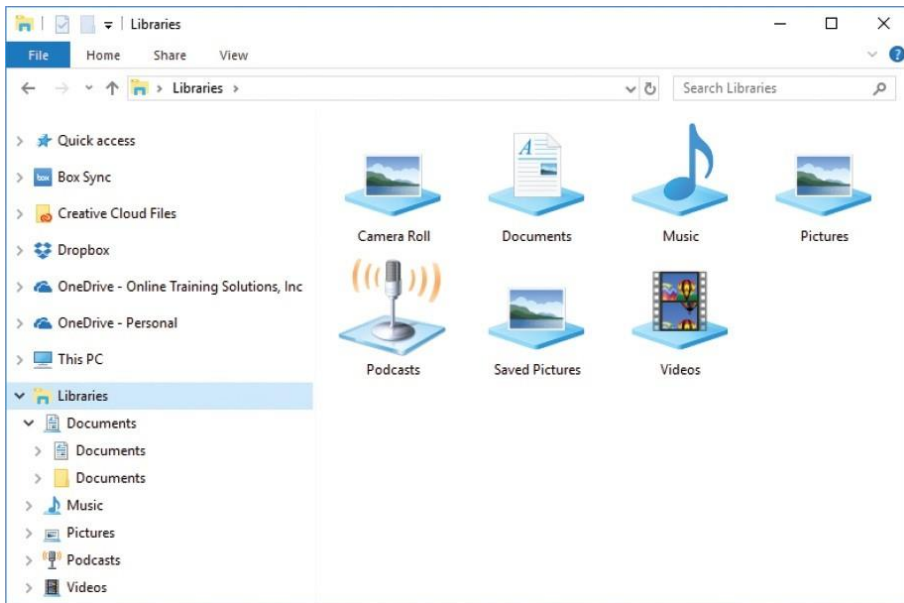 Libraries
File Home Share View
?
Libraries
Search Libraries
Quick access
box Box Sync
Creative Cloud Files
Dropbox
OneDrive - Online Training Solutions, Inc
OneDrive - Personal
This PC
Libraries
Documents
Documents
Documents
Music
Pictures
Podcasts
Videos
Camera Roll
A
Documents
Music
Pictures
Podcasts
Saved Pictures
Videos